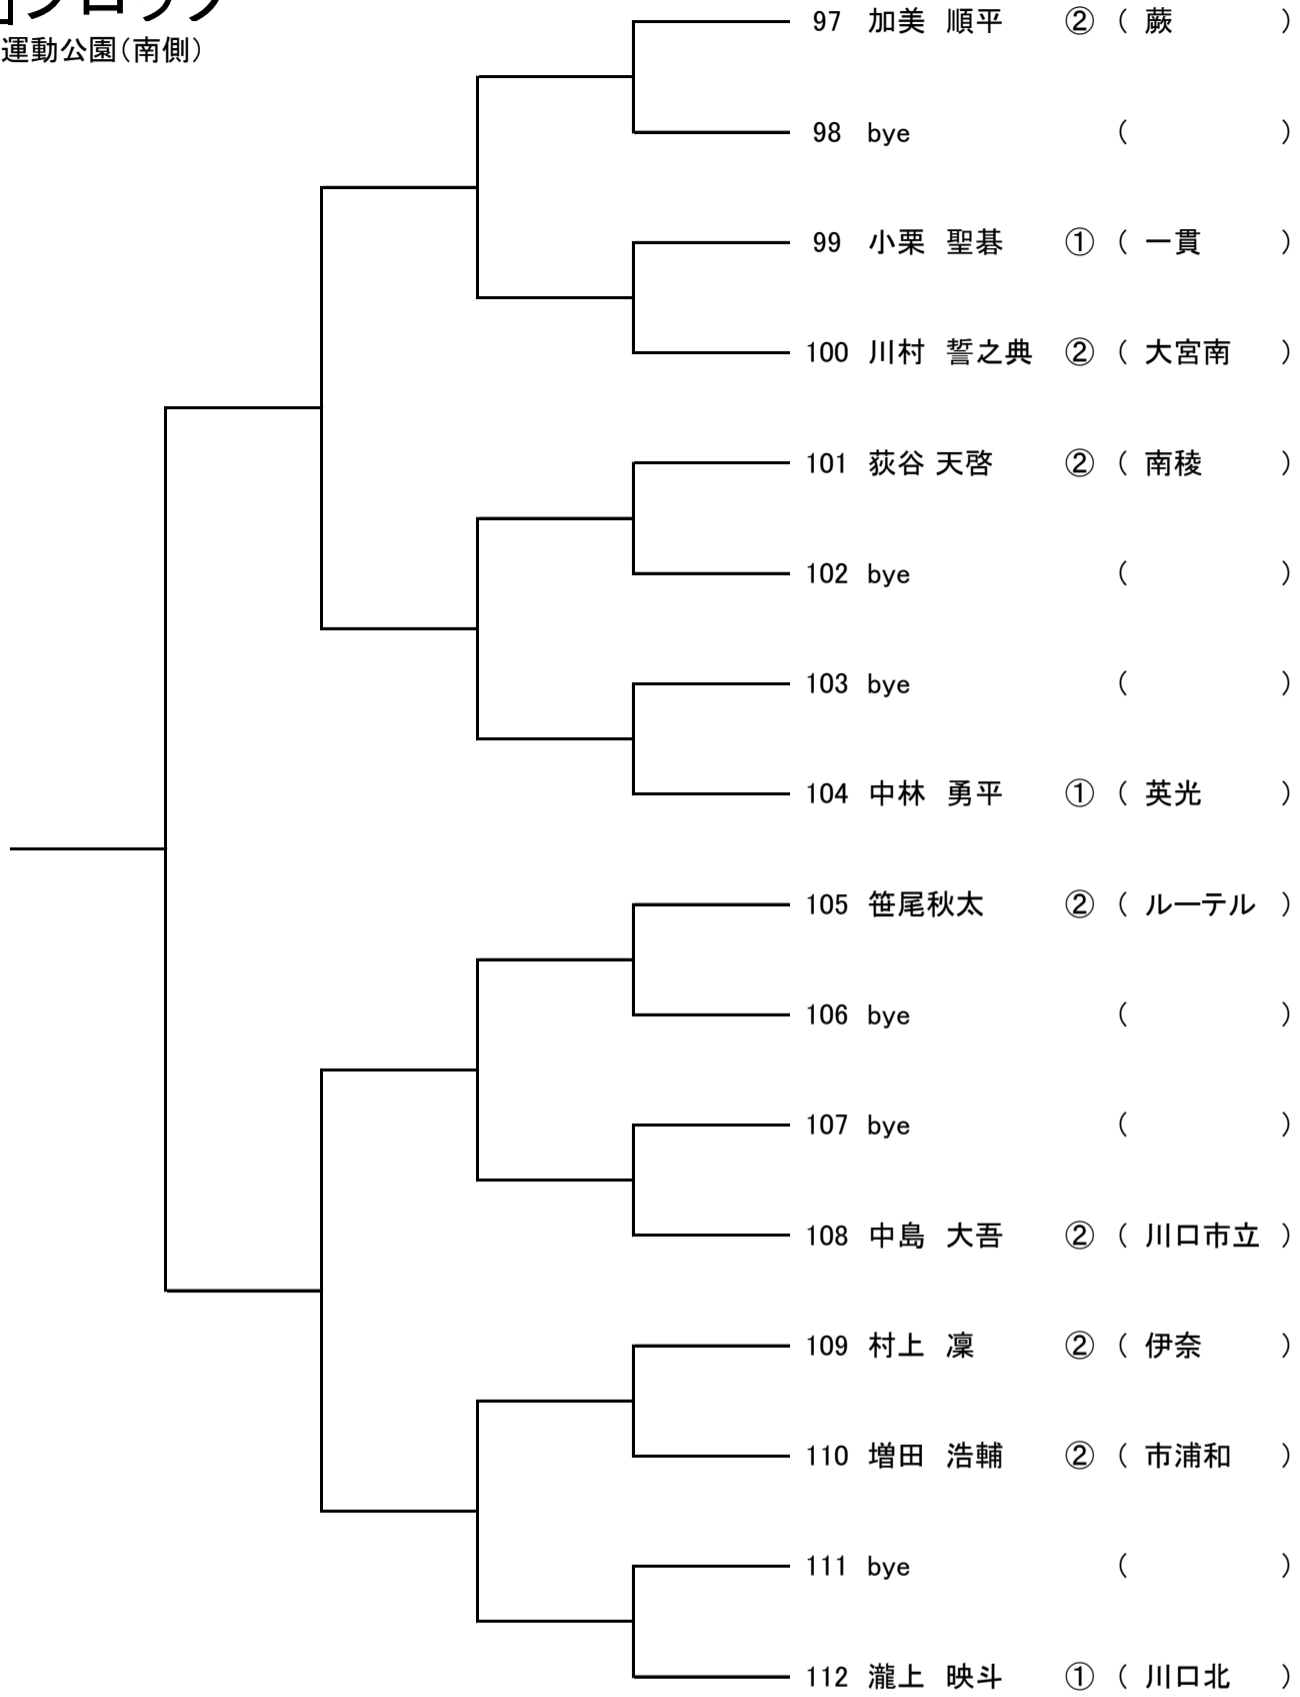 ブロック
運動公園(南側)
97 加美 順平 ② ( 蕨 )
98 bye ( )
99 小栗 聖碁 ① ( 一貫 )
100 川村 誓之典 ② ( 大宮南 )
101 荻谷 天啓 ② ( 南稜 )
102 bye ( )
103 bye ( )
104 中林 勇平 ① ( 英光 )
105 笹尾秋太 ② ( ルーテル )
106 bye ( )
107 bye ( )
108 中島 大吾 ② ( 川口市立 )
109 村上 凜 ② ( 伊奈 )
110 増田 浩輔 ② ( 市浦和 )
111 bye ( )
112 瀧上 映斗 ① ( 川口北 )